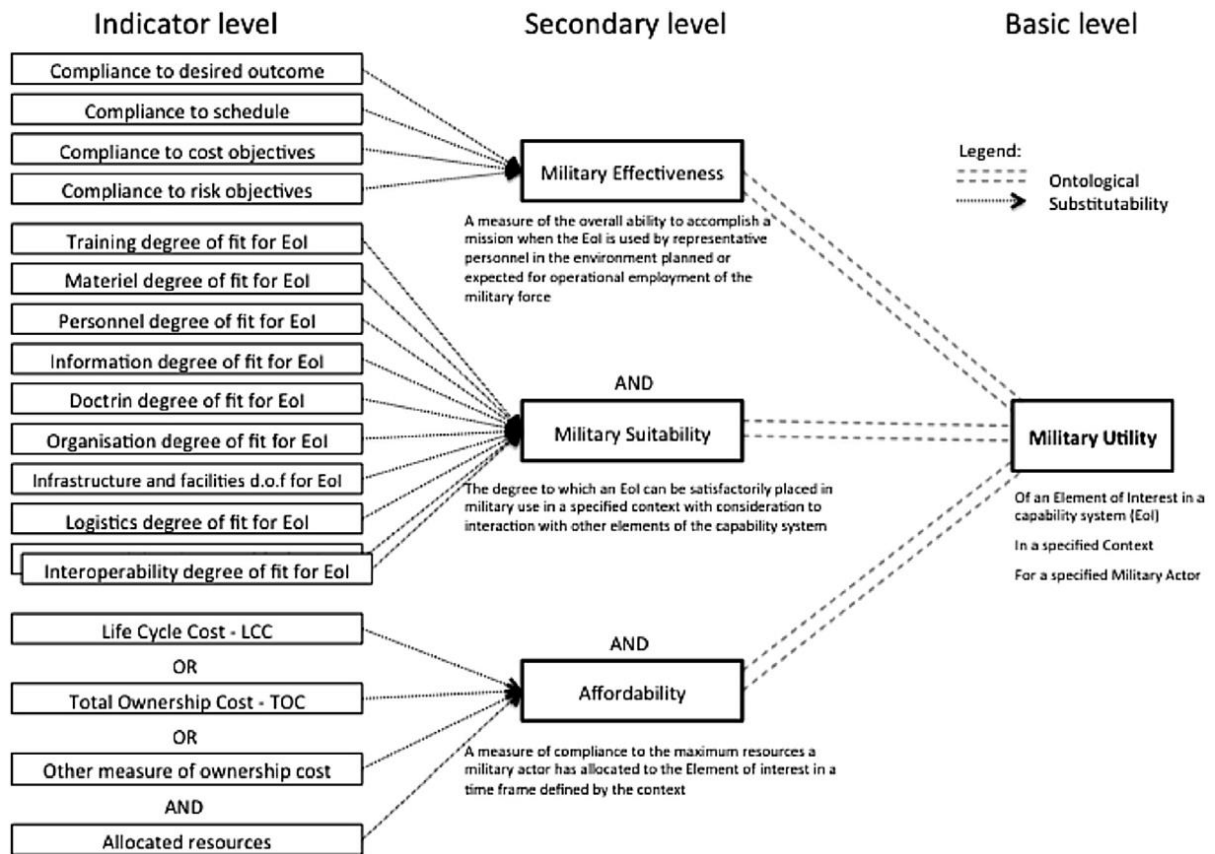 Indicator level
Secondary level
Basic level
Compliance to desired outcome
Compliance to schedule
Compliance to cost objectives
Compliance to risk objectives
Training degree of fit for EoI
Materiel degree of fit for EoI
Personnel degree of fit for EoI
Information degree of fit for EoI
Doctrin degree of fit for EoI
Organisation degree of fit for EoI
Infrastructure and facilities d.o.f for EoI
Logistics degree of fit for EoI
Interoperability degree of fit for EoI
Life Cycle Cost - LCC
OR
Total Ownership Cost - TOC
OR
Other measure of ownership cost
AND
Allocated resources
Military Effectiveness
A measure of the overall ability to accomplish a
mission when the EoI is used by representative
personnel in the environment planned or
expected for operational employment of the
military force
AND
Military Suitability
The degree to which an EoI can be satisfactorily placed in
military use in a specified context with consideration to
interaction with other elements of the capability system
AND
Affordability
A measure of compliance to the maximum resources a
military actor has allocated to the Element of interest in a
time frame defined by the context
Legend:
Ontological
Substitutability
Military Utility
Of an Element of Interest in a
capability system (EoI)
In a specified Context
For a specified Military Actor